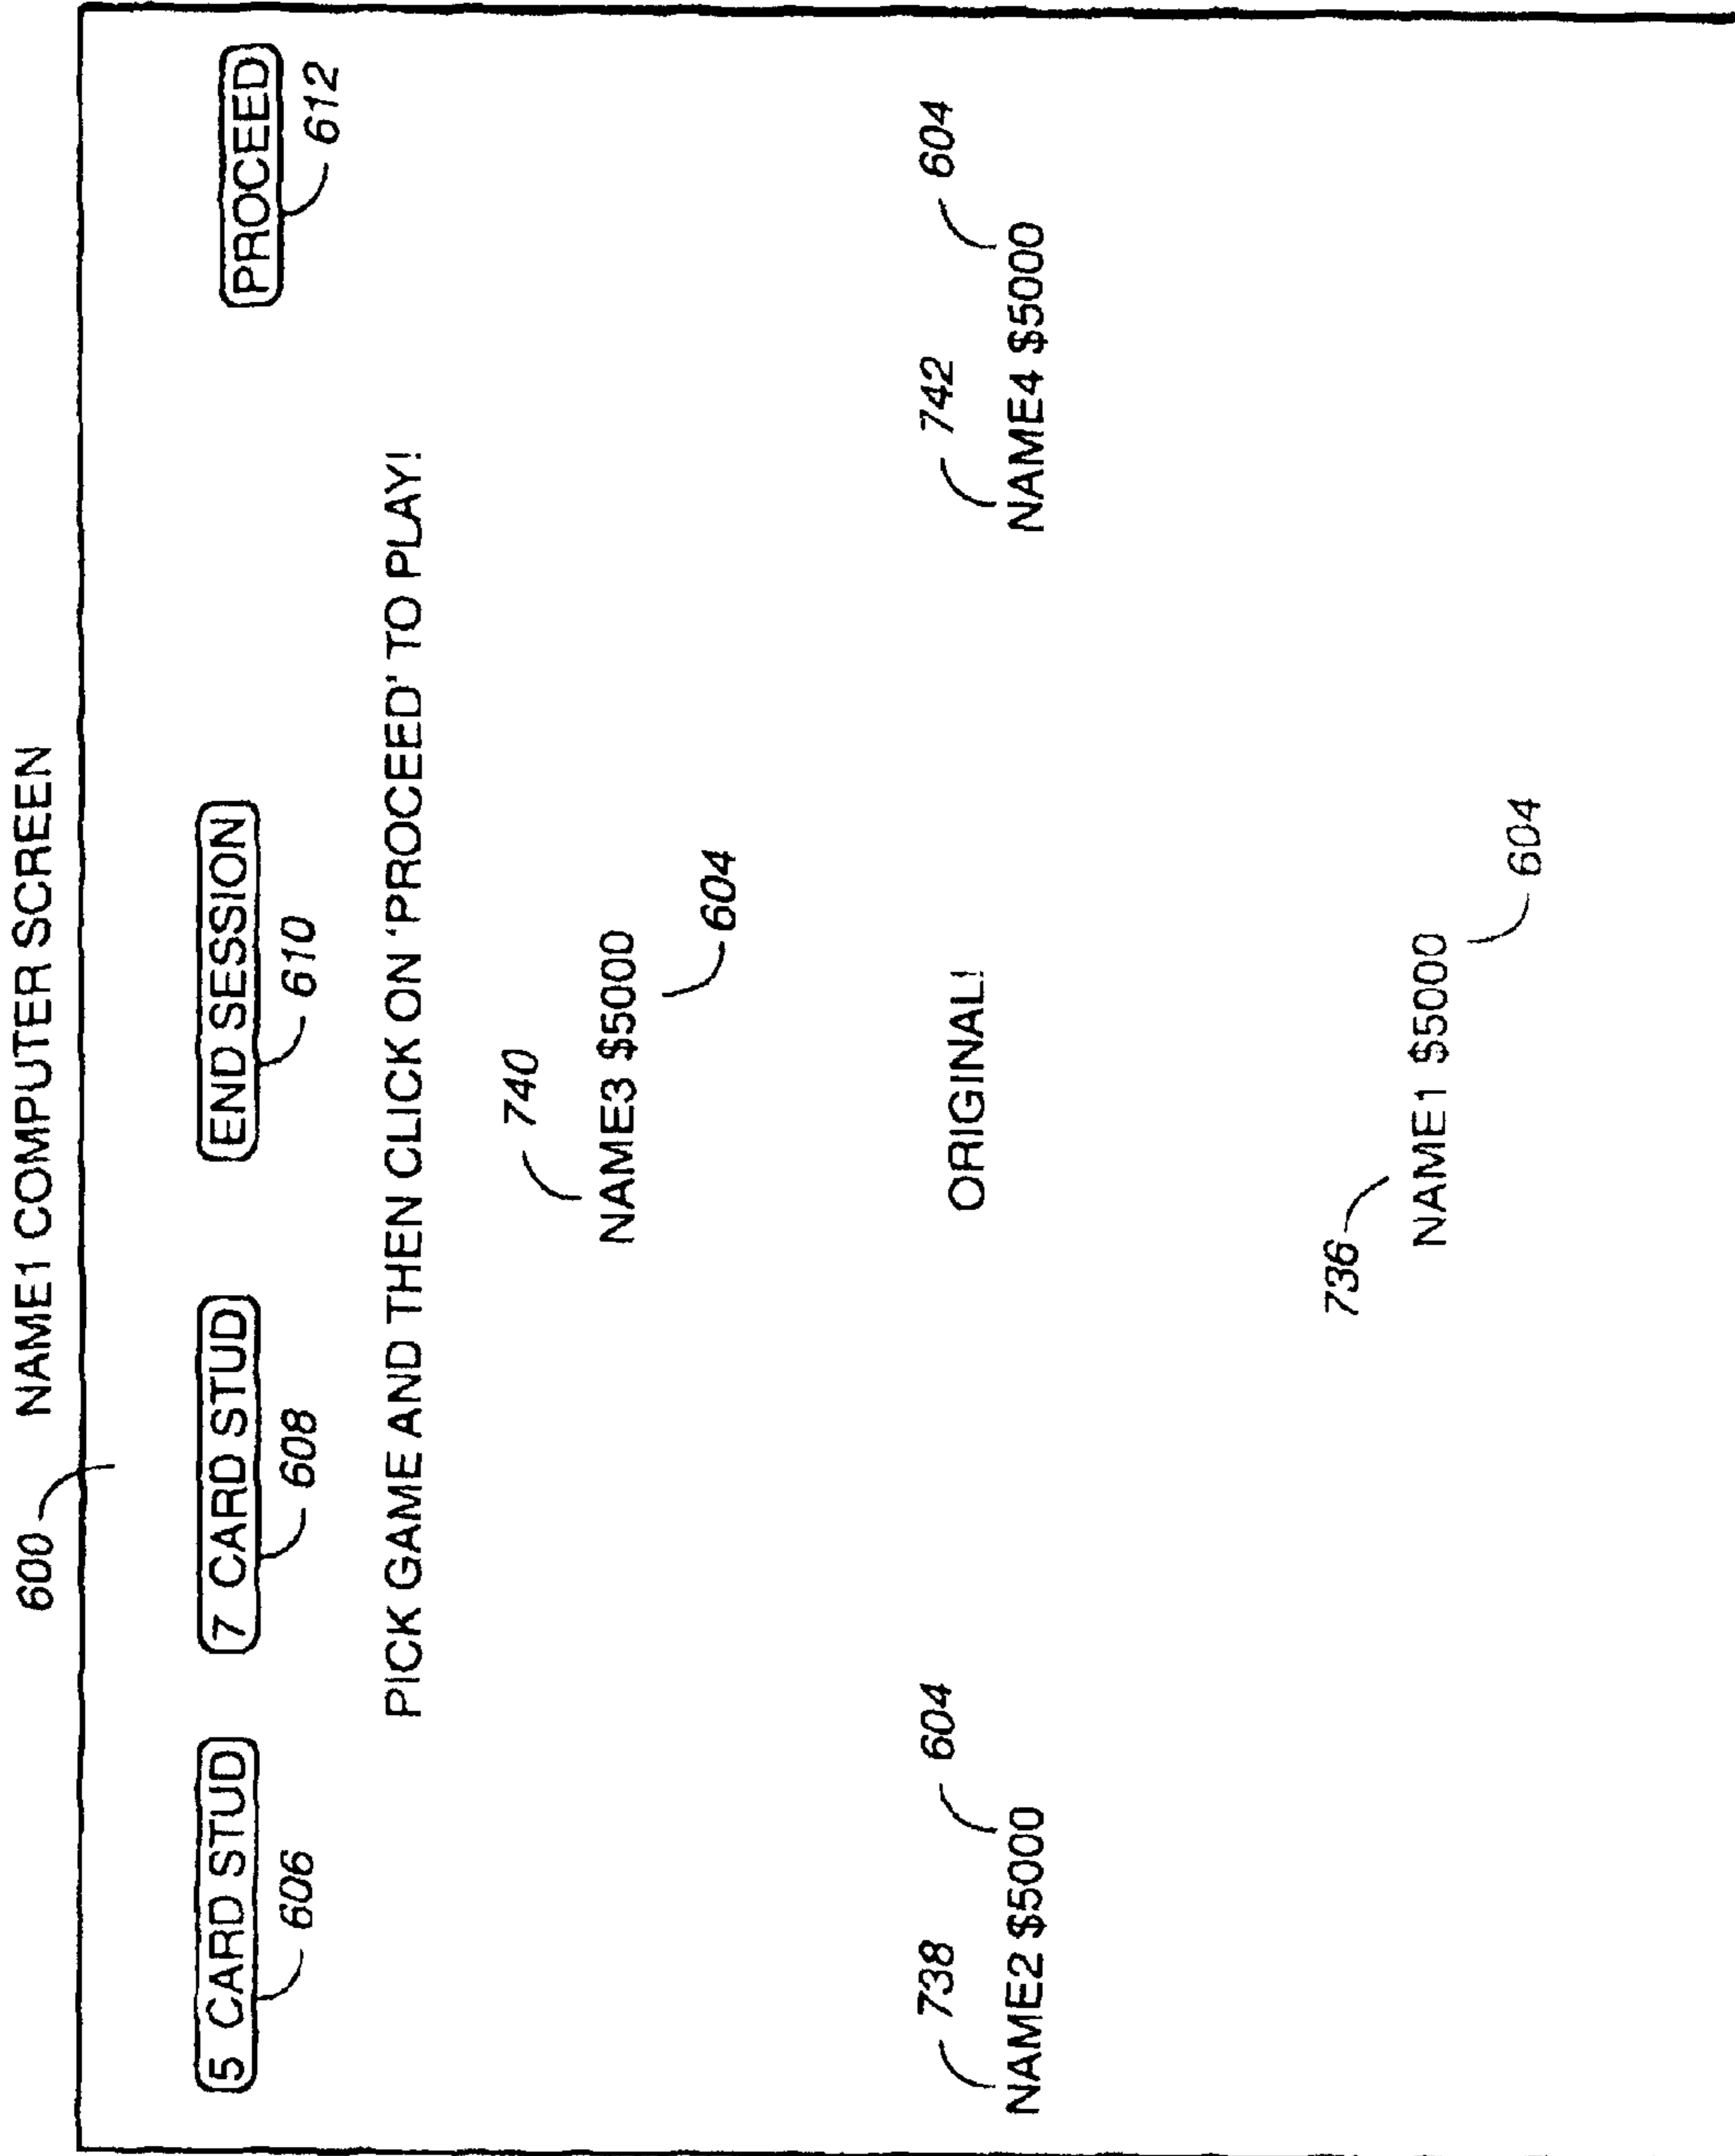 NAME1 COMPUTER SCREEN
600
5 CARD STUD 7 CARD STUD END SESSION PROCEED
606 608 610 612
PICK GAME AND THEN CLICK ON 'PROCEED' TO PLAY!
740
NAME3 $5000
604
738 604 742 604
NAME2 $5000 ORIGINAL! NAME4 $5000
736
NAME1 $5000
604